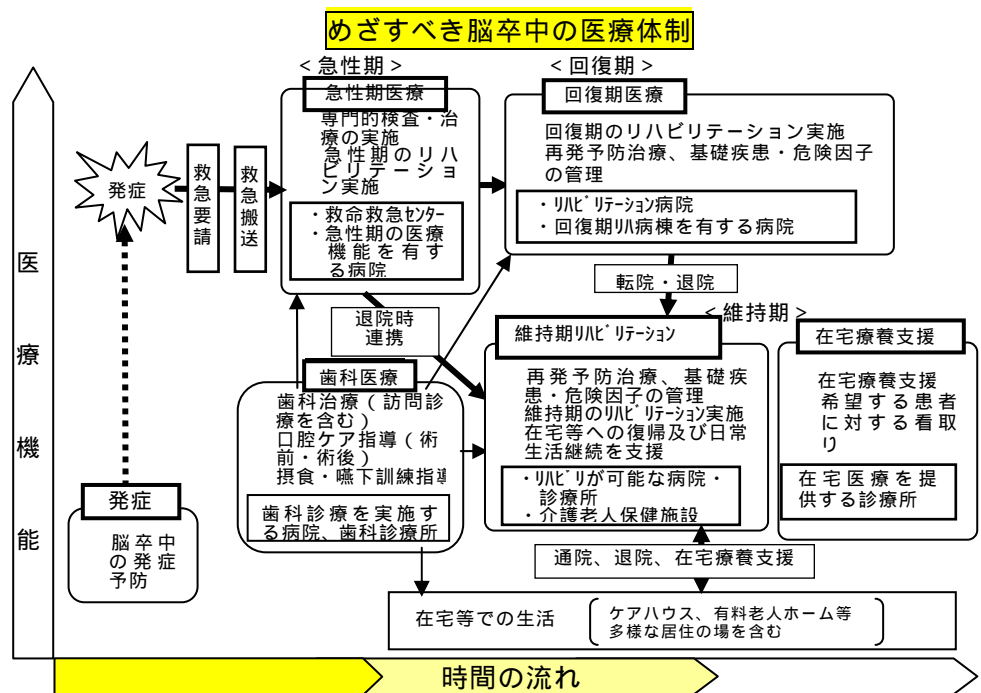 めざすべき脳卒中の医療体制
医療機能
＜急性期＞
急性期医療
専門的検査・治
療の実施
急性期のリハ
ビリテーショ
ン実施
・救命救急ｾﾝﾀｰ
・急性期の医療
機能を有す
る病院
＜回復期＞
回復期医療
回復期のリハビリテーション実施
再発予防治療、基礎疾患・危険因子
の管理
・ﾘﾊﾋﾞﾘﾃｰｼｮﾝ病院
・回復期ﾘﾊ病棟を有する病院
発症
救急要請
救急搬送
転院・退院
退院時
連携
＜維持期＞
維持期ﾘﾊﾋﾞﾘﾃｰｼｮﾝ
再発予防治療、基礎疾
患・危険因子の管理
維持期のﾘﾊﾋﾞﾘﾃｰｼｮﾝ実施
在宅等への復帰及び日常
生活継続を支援
・ﾘﾊﾋﾞﾘが可能な病院・
診療所
・介護老人保健施設
在宅療養支援
在宅療養支援
希望する患者
に対する看取
り
在宅医療を提
供する診療所
歯科医療
歯科治療（訪問診
療を含む）
口腔ケア指導（術
前・術後）
摂食・嚥下訓練指導
歯科診療を実施す
る病院、歯科診療所
発症
脳卒中
の発症
予防
通院、退院、在宅療養支援
在宅等での生活
ケアハウス、有料老人ホーム等
多様な居住の場を含む
時間の流れ